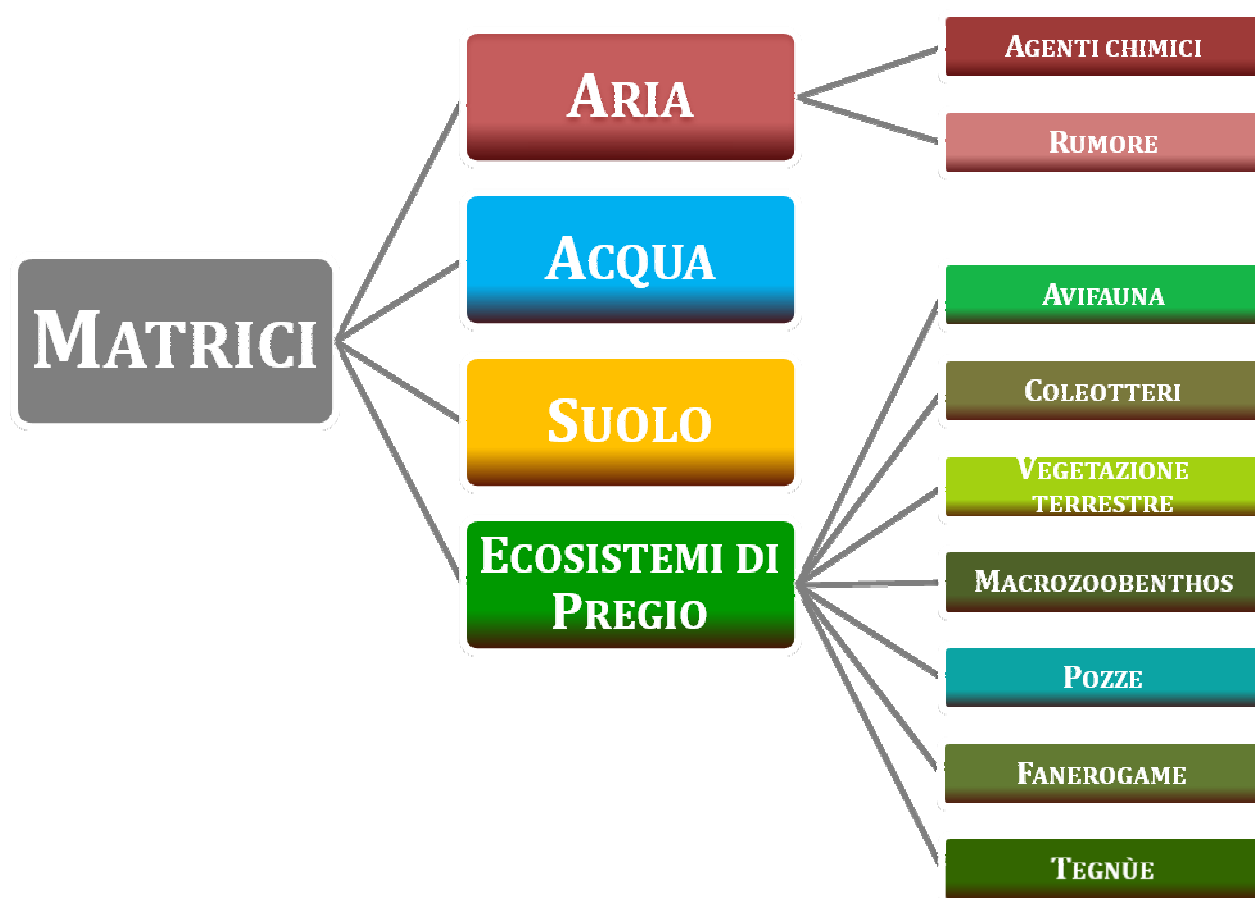 MATRICI
ARIA
AGENTI CHIMICI
RUMORE
ACQUA
SUOLO
ECOSISTEMI DI
PREGIO
AVIFAUNA
COLEOTTERI
VEGETAZIONE
TERRESTRE
MACROZOOBENTHOS
POZZE
FANEROGAME
TEGNÙE